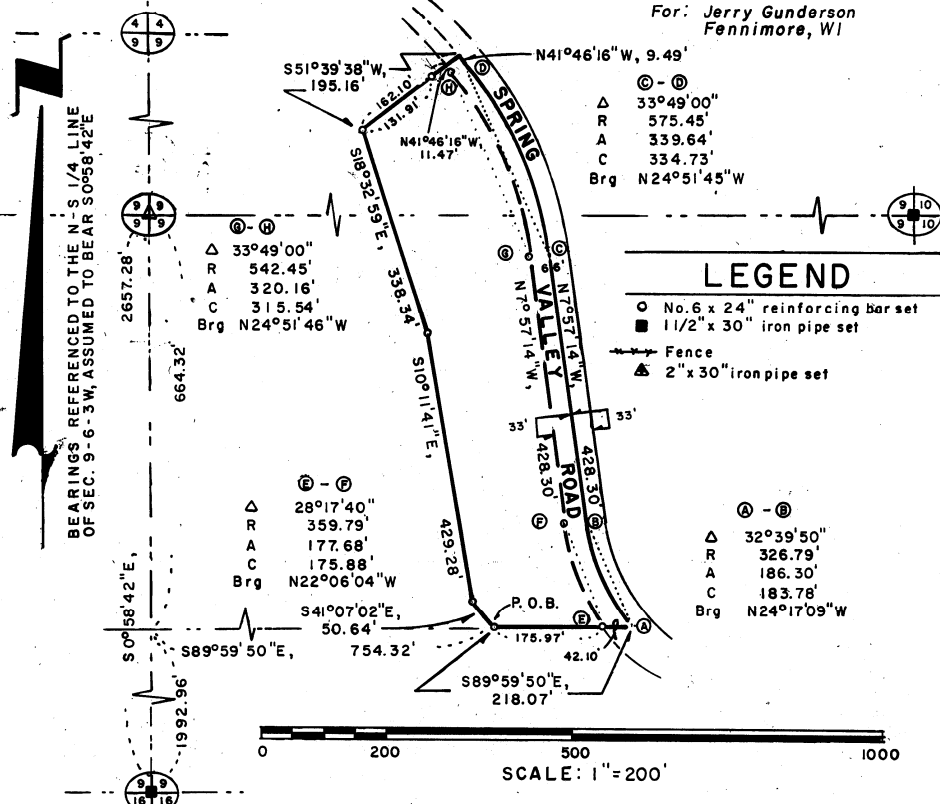 For: Jerry Gunderson
Fennimore, WI
4 4
9 9
S51°39'38"W,
195.16'
162.10'
131.91'
N41°46'16"W, 9.49'
D
H
N41°46'16"W,
11.47'
SPRING
VALLEY
ROAD
C - D
Δ 33°49'00"
R 575.45'
A 339.64'
C 334.73'
Brg N24°51'45"W
BEARINGS REFERENCED TO THE N-S 1/4 LINE
OF SEC. 9-6-3W, ASSUMED TO BEAR S0°58'42"E
9 9
9 9
9 10
9 10
2657.28'
664.32'
G - H
Δ 33°49'00"
R 542.45'
A 320.16'
C 315.54'
Brg N24°51'46"W
S18°32'59"E,
338.34'
G
C
66'
N7°57'14"W,
428.30'
N7°57'14"W,
428.30'
33'
33'
LEGEND
No. 6 x 24" reinforcing bar set
1 1/2" x 30" iron pipe set
Fence
2" x 30" iron pipe set
S10°11'41"E,
429.28'
E - F
Δ 28°17'40"
R 359.79'
A 177.68'
C 175.88'
Brg N22°06'04"W
F
B
A - B
Δ 32°39'50"
R 326.79'
A 186.30'
C 183.78'
Brg N24°17'09"W
S41°07'02"E,
50.64'
P.O.B.
E
A
S0°58'42"E,
1992.96'
S89°59'50"E,
754.32'
175.97'
42.10'
S89°59'50"E,
218.07'
0 200 500 1000
SCALE: 1"=200'
9 9
16 16